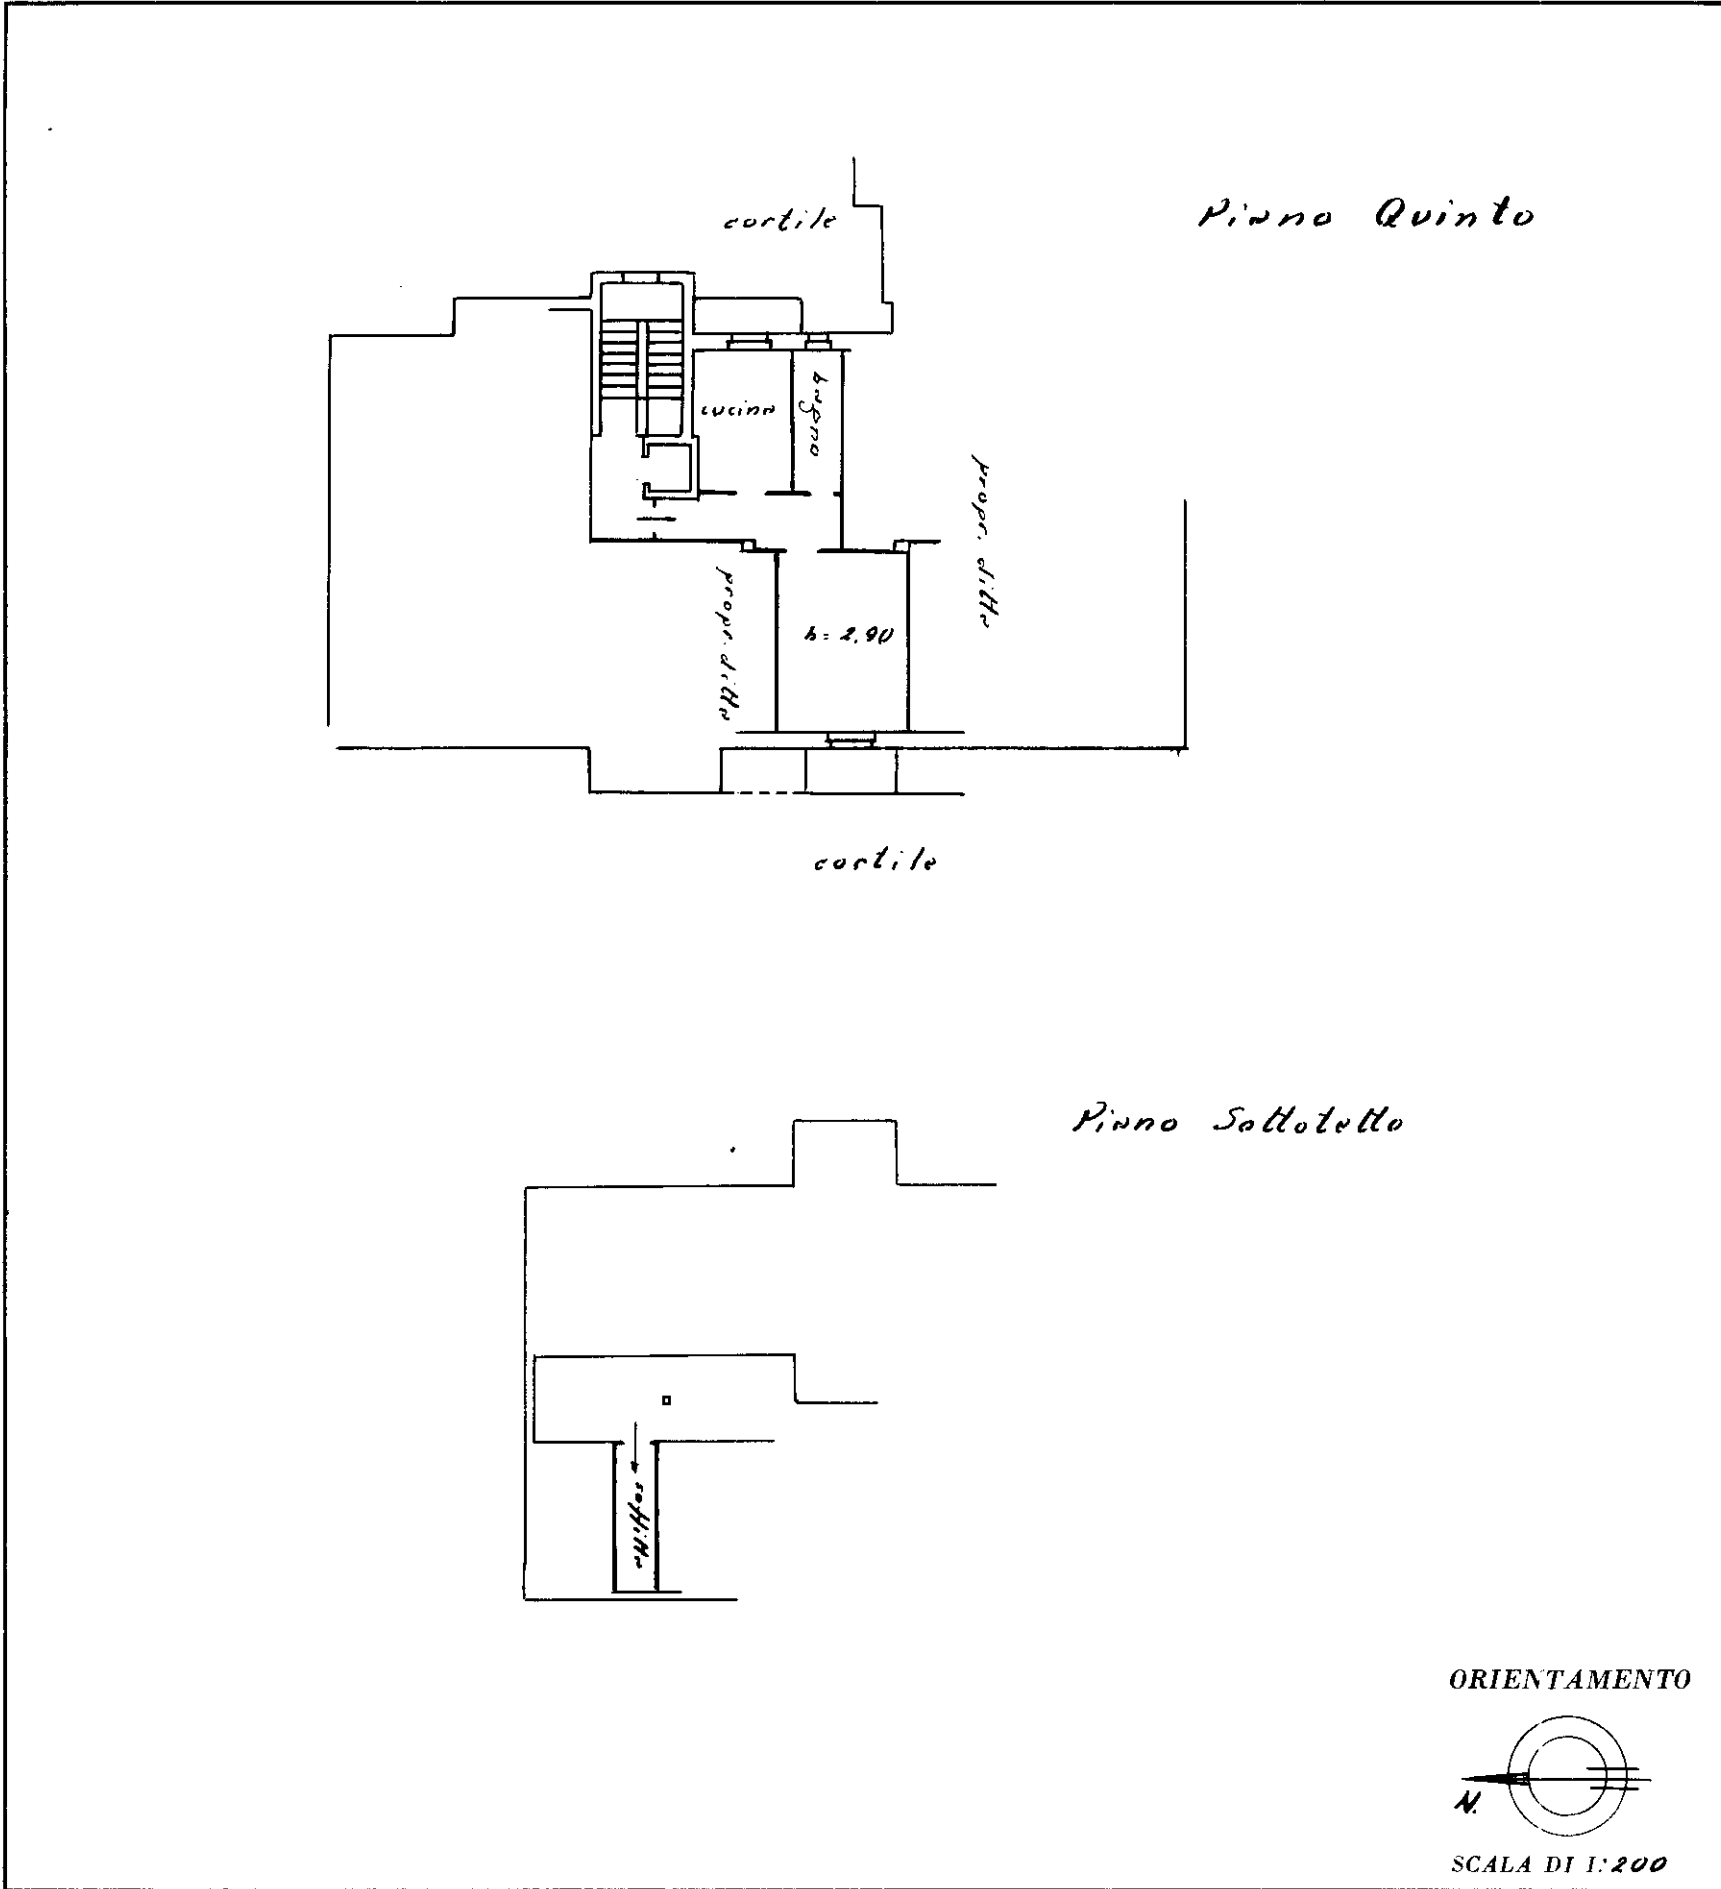 cortile
Piano Quinto
cucina
bagno
propr. ditta
propr. ditta
h= 2.90
cortile
Piano Sottotetto
soffitta
ORIENTAMENTO
N.
SCALA DI 1:200